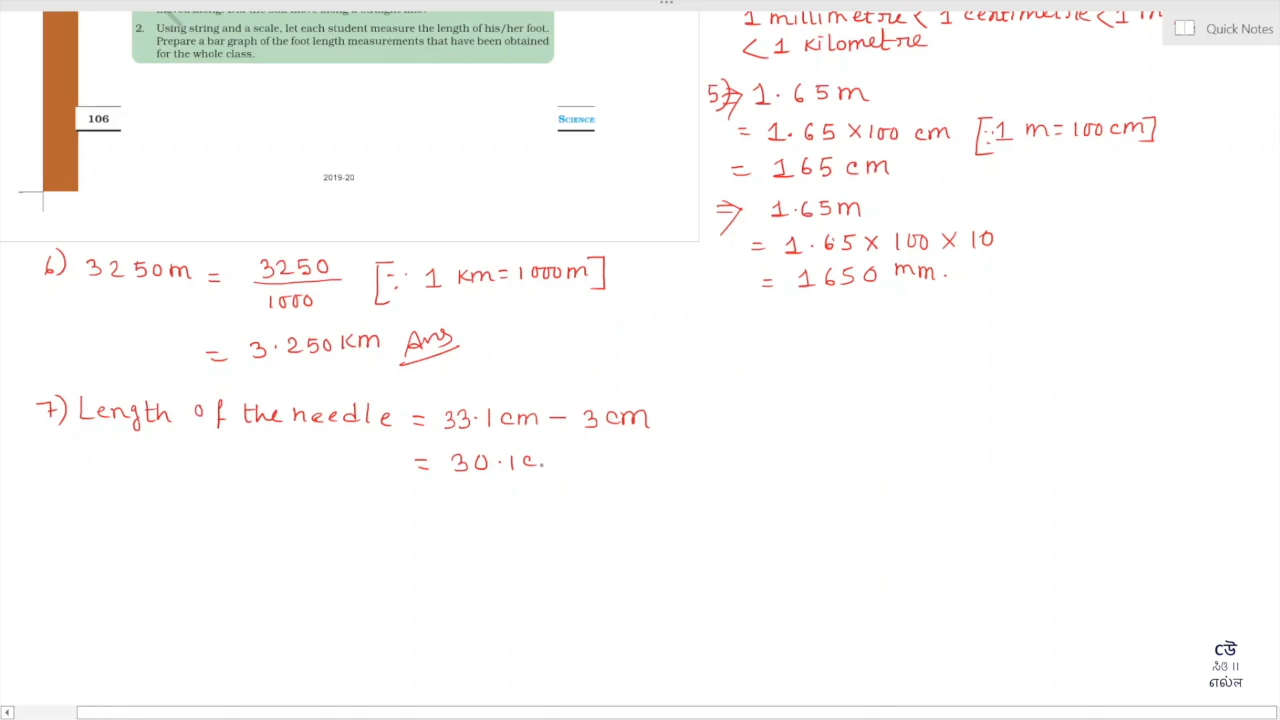 2. Using string and a scale, let each student measure the length of his/her foot.
Prepare a bar graph of the foot length measurements that have been obtained
for the whole class.
106
SCIENCE
2019-20
1 millimetre < 1 centimetre < 1 m
< 1 kilometre
Quick Notes
5) ⇒ 1.65 m
= 1.65 × 100 cm [∵ 1 m = 100 cm]
= 165 cm
⇒ 1.65 m
= 1.65 × 100 × 10
= 1650 mm.
6) 3250 m = 3250/1000 [∵ 1 km = 1000 m]
= 3.250 km Ans
7) Length of the needle = 33.1 cm - 3 cm
= 30.1 c